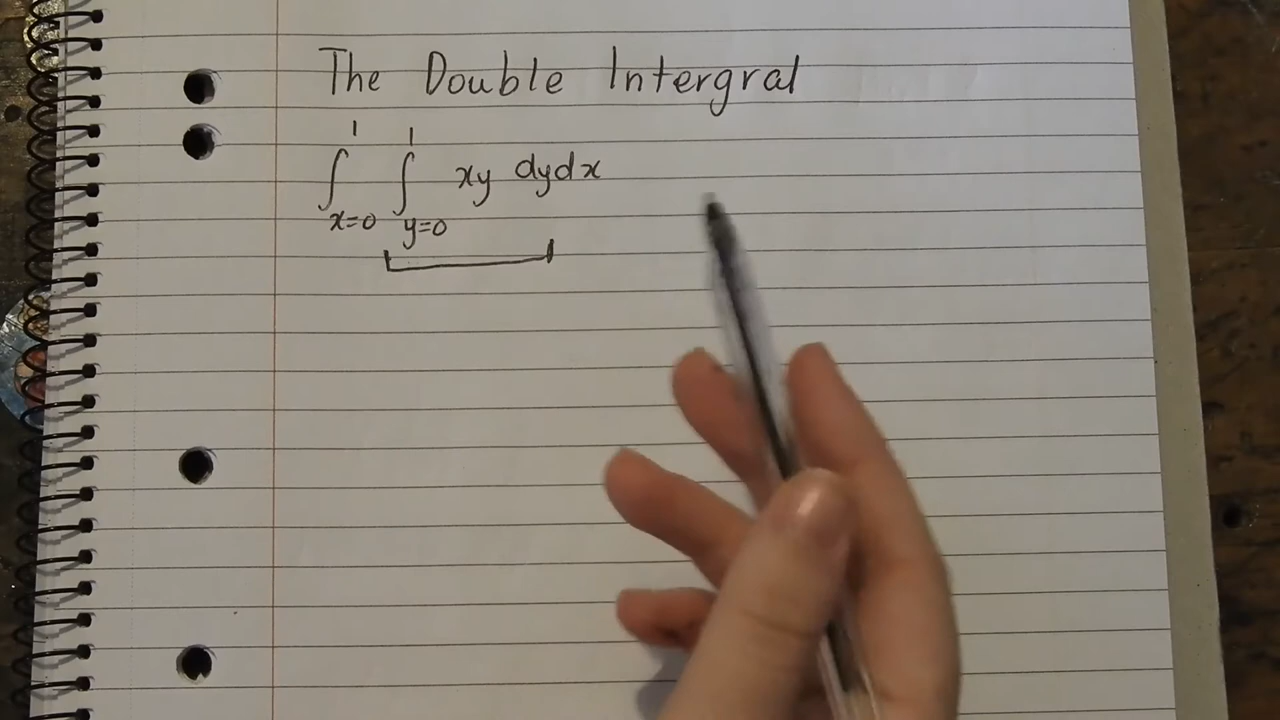 The Double Intergral
∫ 1 x=0 ∫ 1 y=0 xy dydx